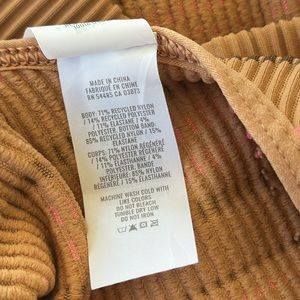 MADE IN CHINA
FABRIQUÉ EN CHINE
RN 54485 CA 03873
BODY: 71% RECYCLED NYLON
/ 14% RECYCLED POLYESTER
/ 11% ELASTANE / 4%
POLYESTER, BOTTOM BAND:
85% RECYCLED NYLON / 15%
ELASTANE
CORPS: 71% NYLON RÉGÉNÉRÉ
/ 14% POLYESTER RÉGÉNÉRÉ
/ 11% ÉLASTHANNE / 4%
POLYESTER, BANDE
INFÉRIEURE: 85% NYLON
RÉGÉNÉRÉ / 15% ÉLASTHANNE
MACHINE WASH COLD WITH
LIKE COLORS
DO NOT BLEACH
TUMBLE DRY LOW
DO NOT IRON